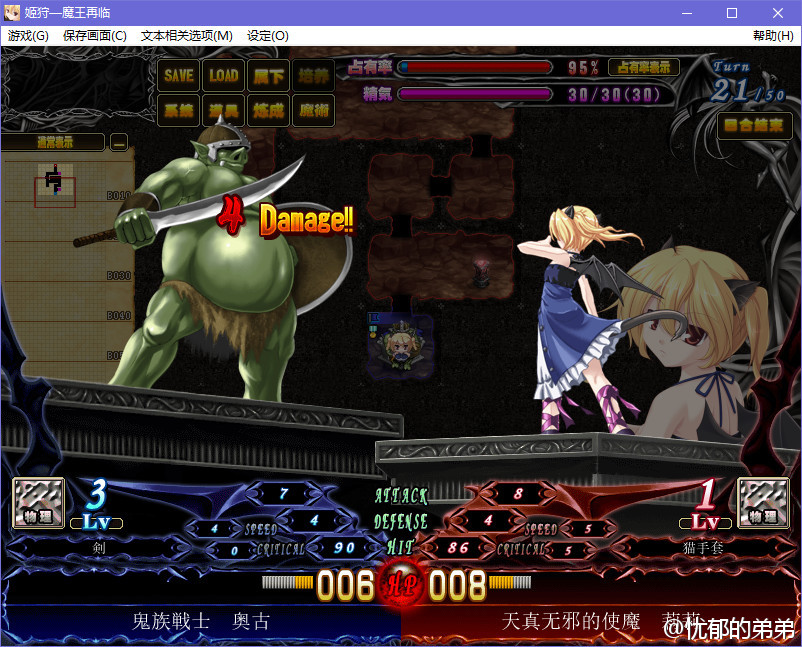 姫狩—魔王再临
游戏(G) 保存画面(C) 文本相关选项(M) 设定(O) 帮助(H)
SAVE LOAD 属下 培养
系统 道具 炼成 魔術
占有率 95% 占有率表示
精氣 30/30(30)
Turn
21/50
回合结束
通常表示
B010
B030
B040
4 Damage!!
物理 3 Lv 剣
7 ATTACK 8
4 DEFENSE 4
4 SPEED SPEED 5
0 CRITICAL 90 HIT 86 CRITICAL 5
1 Lv 猫手套 物理
006 HP 008
鬼族戦士 奥古
天真无邪的使魔
@忧郁的弟弟